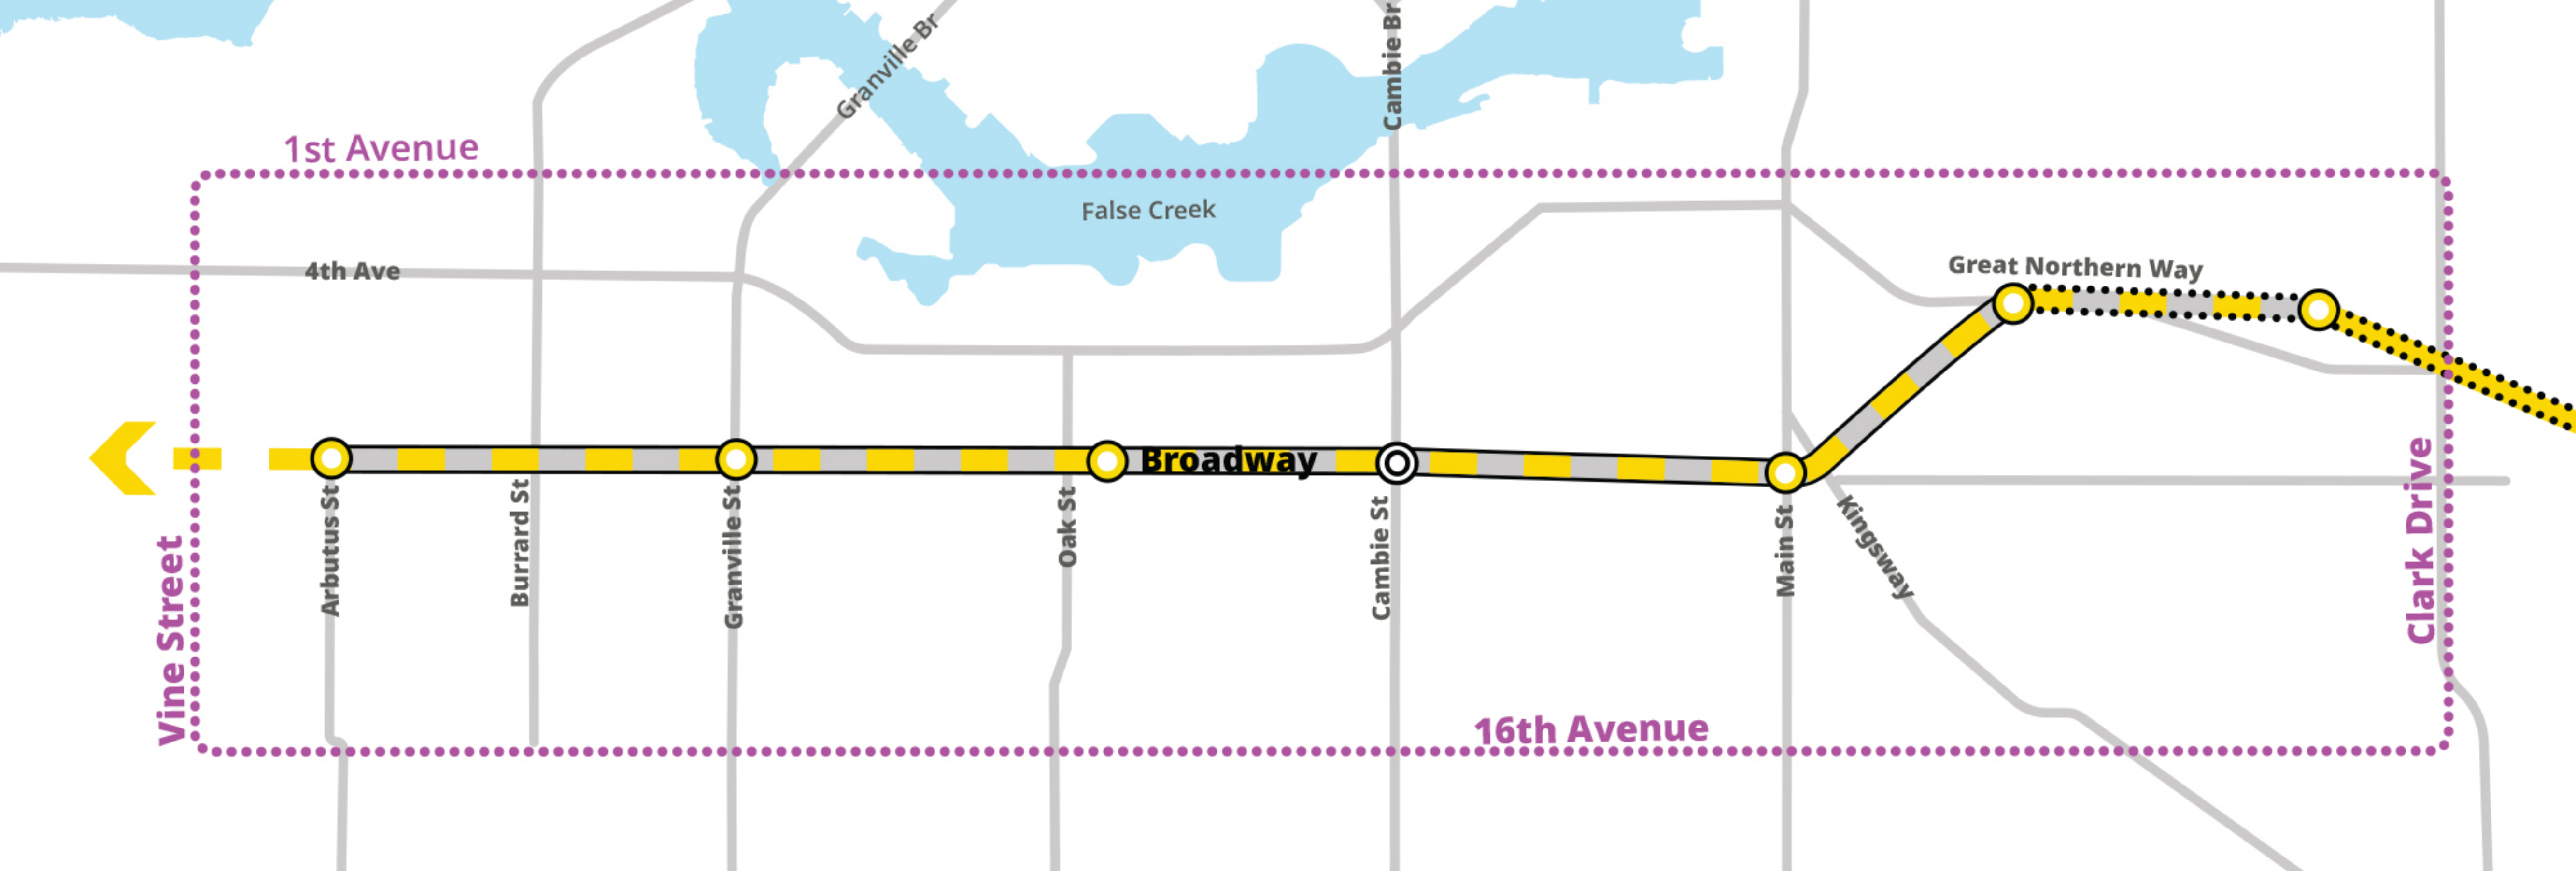 Granville Br
Cambie Br
1st Avenue
False Creek
4th Ave
Great Northern Way
Broadway
Arbutus St
Burrard St
Granville St
Oak St
Cambie St
Main St
Kingsway
Clark Drive
Vine Street
16th Avenue